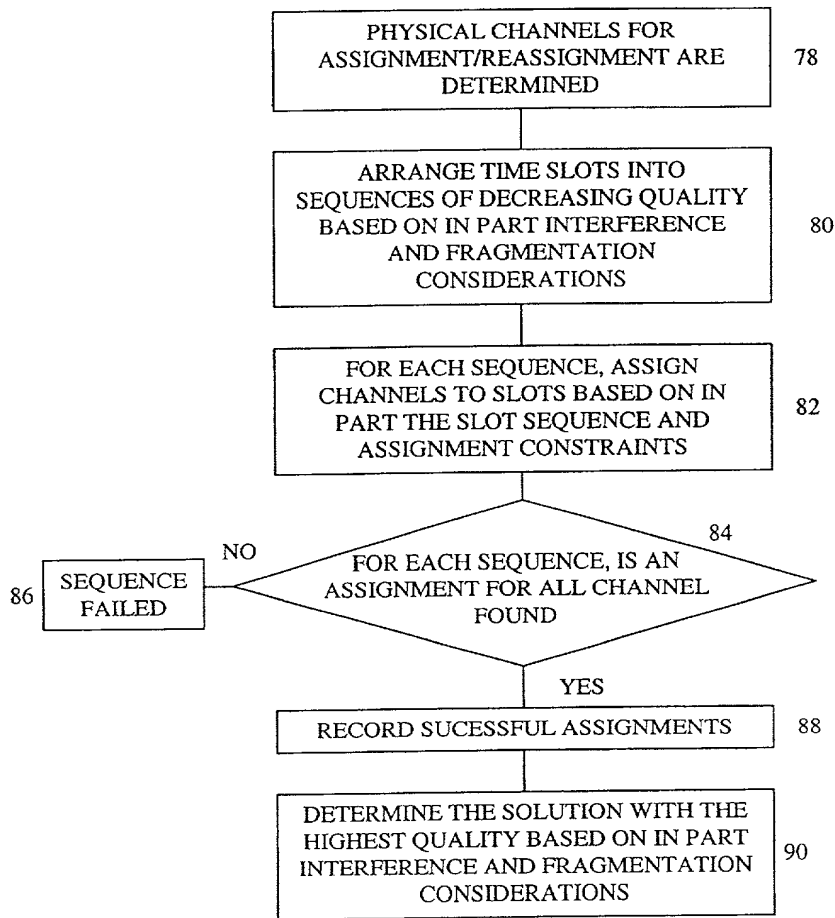 PHYSICAL CHANNELS FOR
ASSIGNMENT/REASSIGNMENT ARE
DETERMINED
78
ARRANGE TIME SLOTS INTO
SEQUENCES OF DECREASING QUALITY
BASED ON IN PART INTERFERENCE
AND FRAGMENTATION
CONSIDERATIONS
80
FOR EACH SEQUENCE, ASSIGN
CHANNELS TO SLOTS BASED ON IN
PART THE SLOT SEQUENCE AND
ASSIGNMENT CONSTRAINTS
82
84
FOR EACH SEQUENCE, IS AN
ASSIGNMENT FOR ALL CHANNEL
FOUND
NO
86
SEQUENCE
FAILED
YES
RECORD SUCESSFUL ASSIGNMENTS
88
DETERMINE THE SOLUTION WITH THE
HIGHEST QUALITY BASED ON IN PART
INTERFERENCE AND FRAGMENTATION
CONSIDERATIONS
90